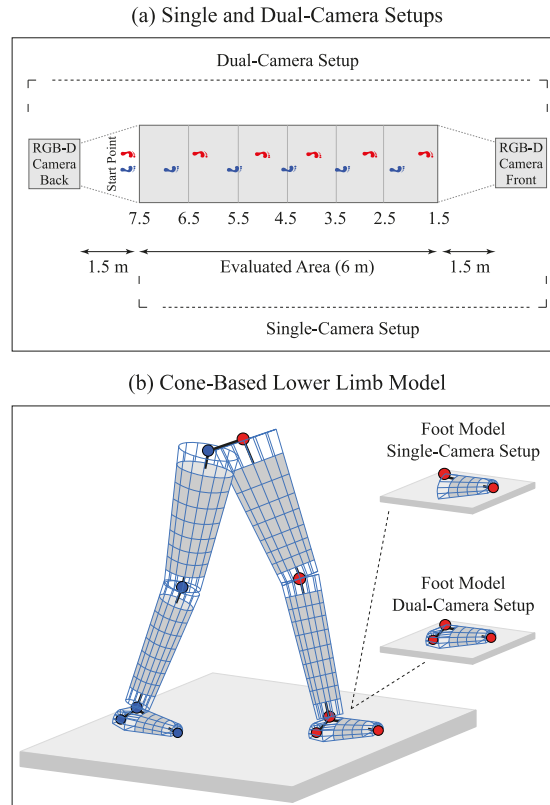 (a) Single and Dual-Camera Setups
Dual-Camera Setup
RGB-D
Camera
Back
Start Point
RGB-D
Camera
Front
7.5 6.5 5.5 4.5 3.5 2.5 1.5
1.5 m
Evaluated Area (6 m)
1.5 m
Single-Camera Setup
(b) Cone-Based Lower Limb Model
Foot Model
Single-Camera Setup
Foot Model
Dual-Camera Setup